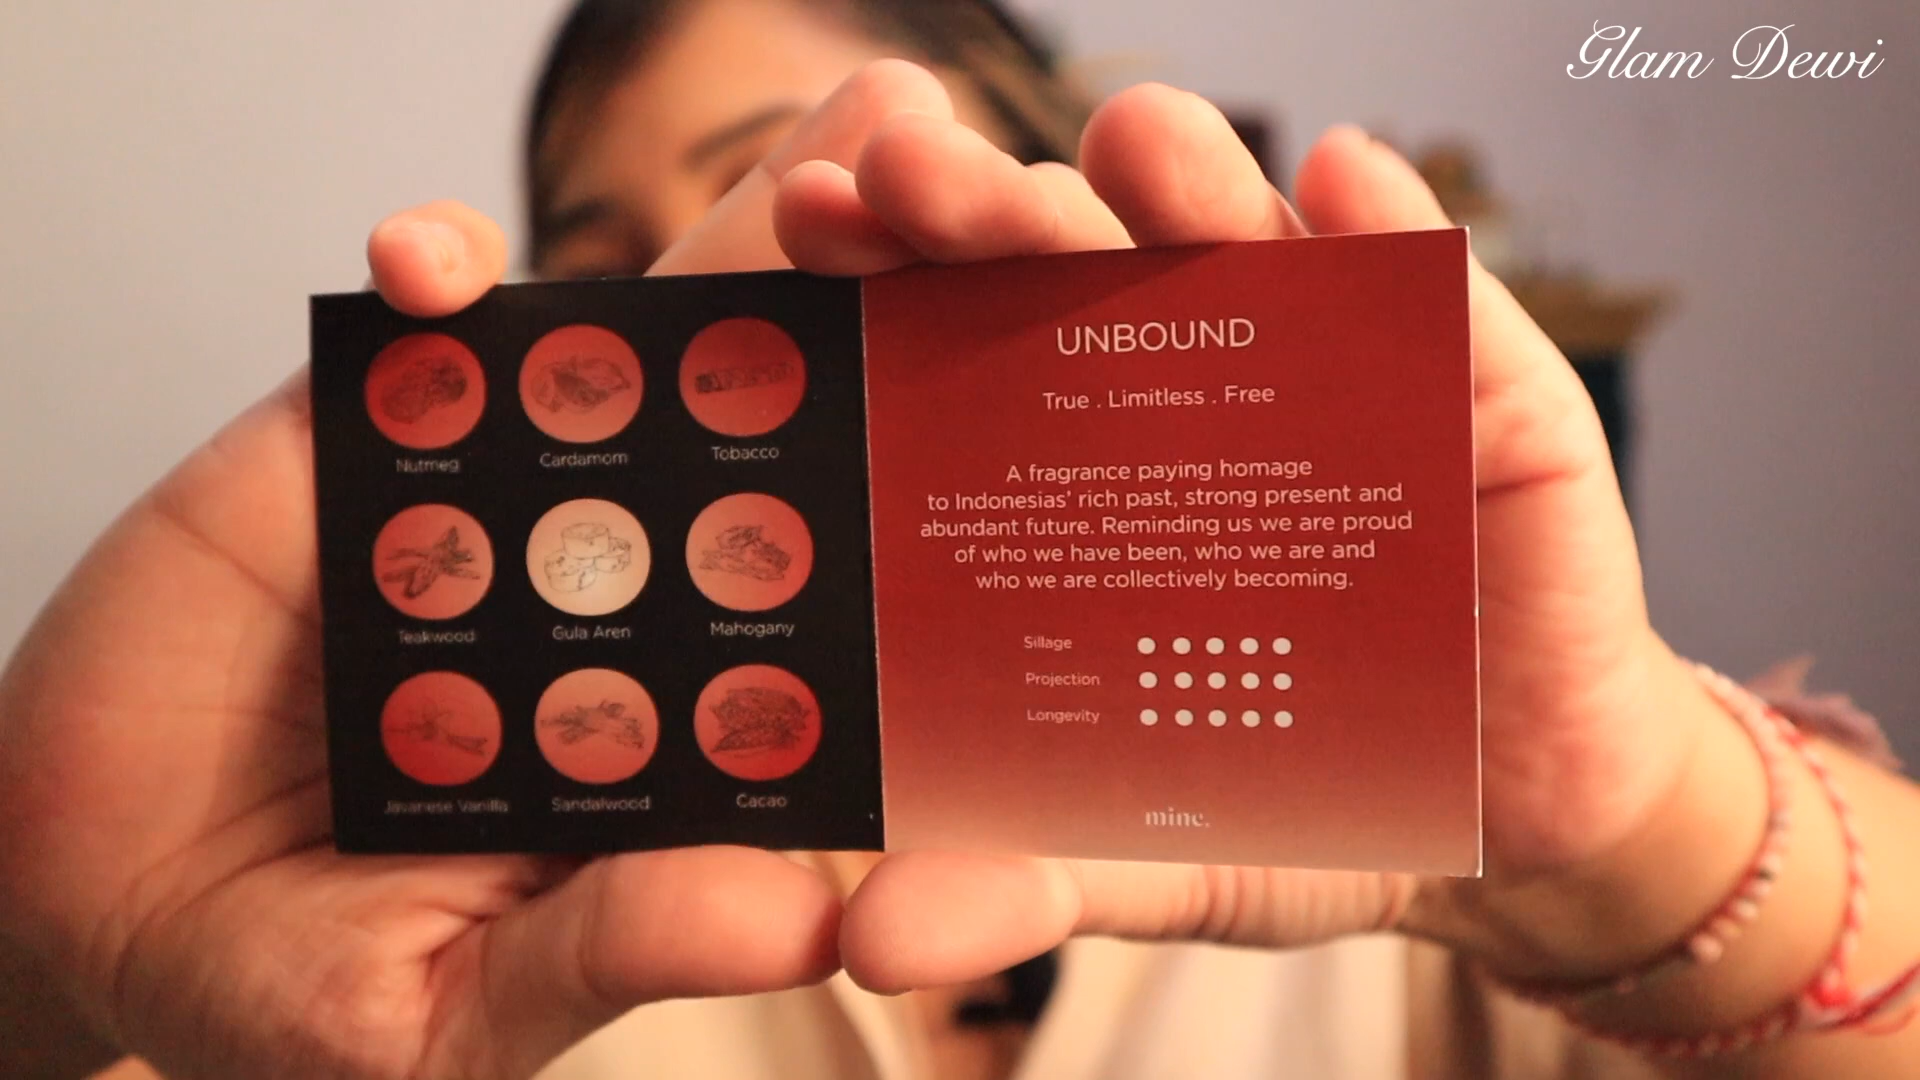 Glam Dewi
Nutmeg
Cardamom
Tobacco
Teakwood
Gula Aren
Mahogany
Javanese Vanilla
Sandalwood
Cacao
UNBOUND
True . Limitless . Free
A fragrance paying homage
to Indonesias' rich past, strong present and
abundant future. Reminding us we are proud
of who we have been, who we are and
who we are collectively becoming.
Sillage
Projection
Longevity
mine.